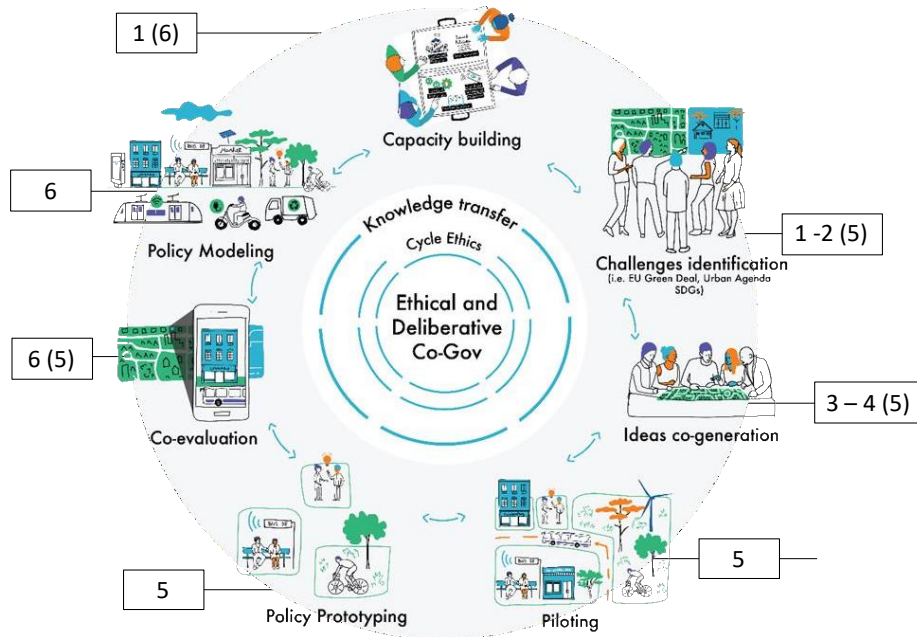 1 (6)
Capacity building
6
Policy Modeling
1 -2 (5)
Challenges identification
(i.e. EU Green Deal, Urban Agenda
SDGs)
Knowledge transfer
Cycle Ethics
Ethical and
Deliberative
Co-Gov
6 (5)
Co-evaluation
3 – 4 (5)
Ideas co-generation
5
Policy Prototyping
5
Piloting